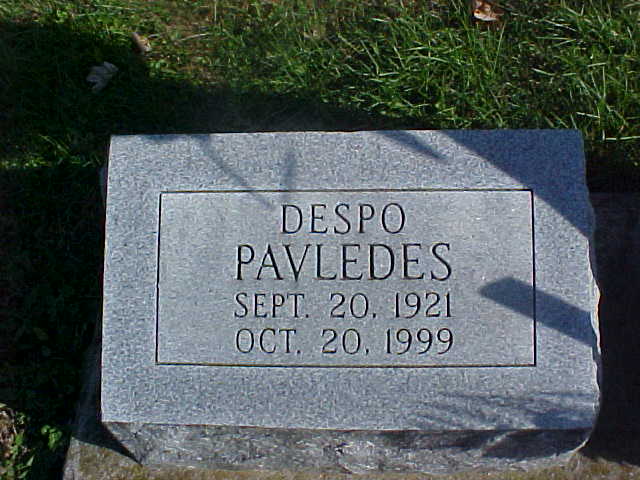 DESPO
PAVLEDES
SEPT. 20, 1921
OCT. 20, 1999